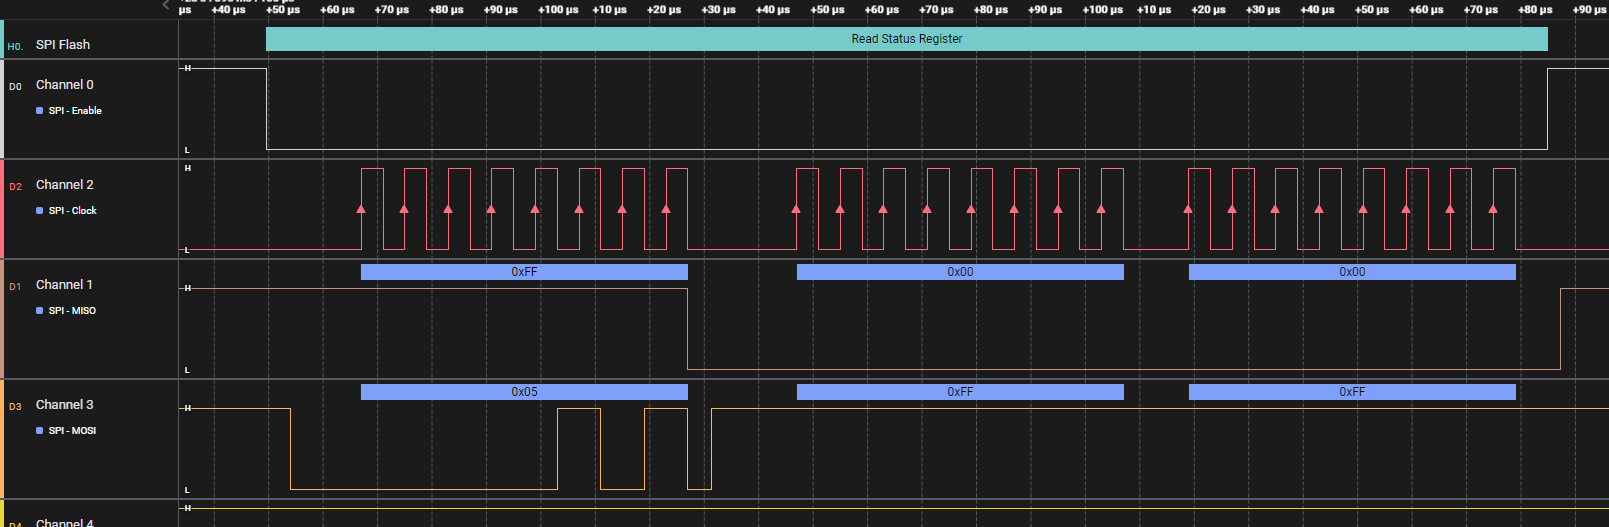 µs +40 µs +50 µs +60 µs +70 µs +80 µs +90 µs +100 µs +10 µs +20 µs +30 µs +40 µs +50 µs +60 µs +70 µs +80 µs +90 µs +100 µs +10 µs +20 µs +30 µs +40 µs +50 µs +60 µs +70 µs +80 µs +90 µs
H0. SPI Flash
Read Status Register
D0 Channel 0
SPI - Enable
H
L
D2 Channel 2
SPI - Clock
H
L
D1 Channel 1
SPI - MISO
H
L
0xFF 0x00 0x00
D3 Channel 3
SPI - MOSI
H
L
0x05 0xFF 0xFF
D4 Channel 4
H